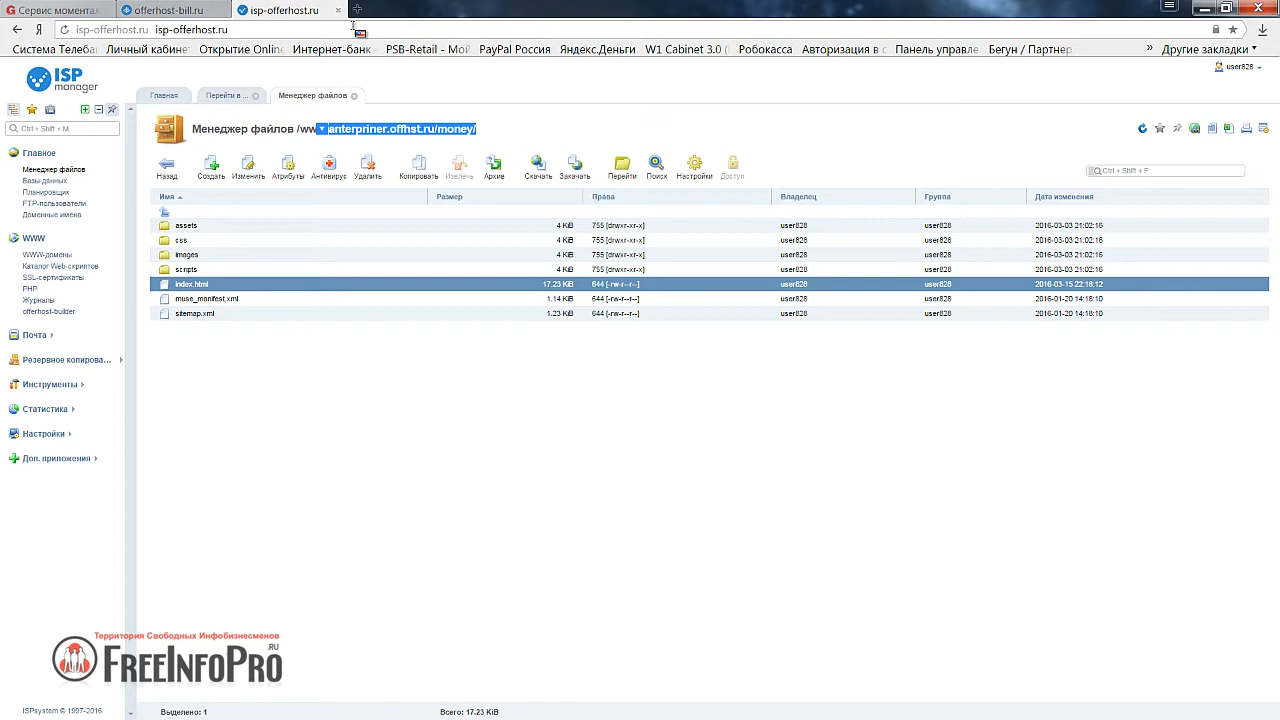 Сервис моментал
offerhost-bill.ru
isp-offerhost.ru
isp-offerhost.ru isp-offerhost.ru
Система Телеба
Личный кабинет
Открытие Onlin
Интернет-банк
PSB-Retail - Мой
PayPal Россия
Яндекс.Деньги
W1 Cabinet 3.0 (
Робокасса
Авторизация в с
Панель управле
Бегун / Партнер
» Другие закладки
ISP
manager
user828
Главная
Перейти в ...
Менеджер файлов
Ctrl + Shift + M
Менеджер файлов /ww anterpriner.offhst.ru/money/
Назад
Создать
Изменить
Атрибуты
Антивирус
Удалить
Копировать
Извлечь
Архив
Скачать
Закачать
Перейти
Поиск
Настройки
Доступ
Ctrl + Shift + F
Главное
Менеджер файлов
Базы данных
Планировщик
FTP-пользователи
Доменные имена
WWW
WWW-домены
Каталог Web-скриптов
SSL-сертификаты
PHP
Журналы
offerhost-builder
Почта
Резервное копирова...
Инструменты
Статистика
Настройки
Доп. приложения
Имя Размер Права Владелец Группа Дата изменения
assets 4 KiB 755 [drwxr-xr-x] user828 user828 2016-03-03 21:02:16
css 4 KiB 755 [drwxr-xr-x] user828 user828 2016-03-03 21:02:16
images 4 KiB 755 [drwxr-xr-x] user828 user828 2016-03-03 21:02:16
scripts 4 KiB 755 [drwxr-xr-x] user828 user828 2016-03-03 21:02:16
index.html 17.23 KiB 644 [-rw-r--r--] user828 user828 2016-03-15 22:18:12
muse_manifest.xml 1.14 KiB 644 [-rw-r--r--] user828 user828 2016-01-20 14:18:10
sitemap.xml 1.23 KiB 644 [-rw-r--r--] user828 user828 2016-01-20 14:18:10
Территория Свободных Инфобизнесменов
FreeInfoPro .RU
ISPsystem © 1997-2016
Выделено: 1
Всего: 17.23 KiB